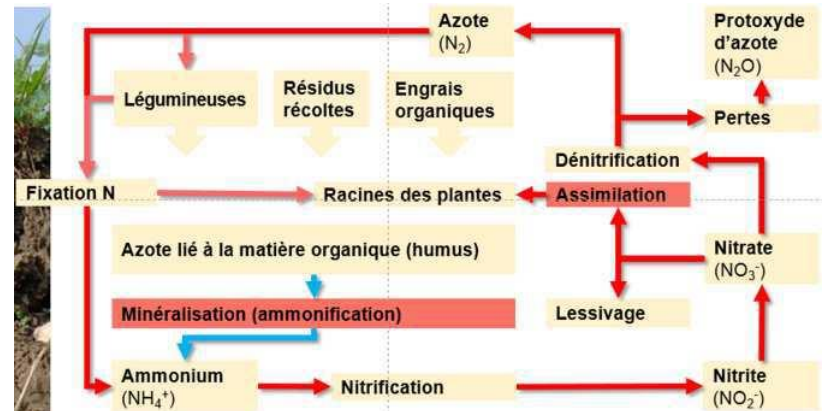 Azote
(N₂)
Protoxyde
d'azote
(N₂O)
Légumineuses
Résidus
récoltes
Engrais
organiques
Pertes
Dénitrification
Fixation N
Racines des plantes
Assimilation
Azote lié à la matière organique (humus)
Nitrate
(NO₃⁻)
Minéralisation (ammonification)
Lessivage
Ammonium
(NH₄⁺)
Nitrification
Nitrite
(NO₂⁻)